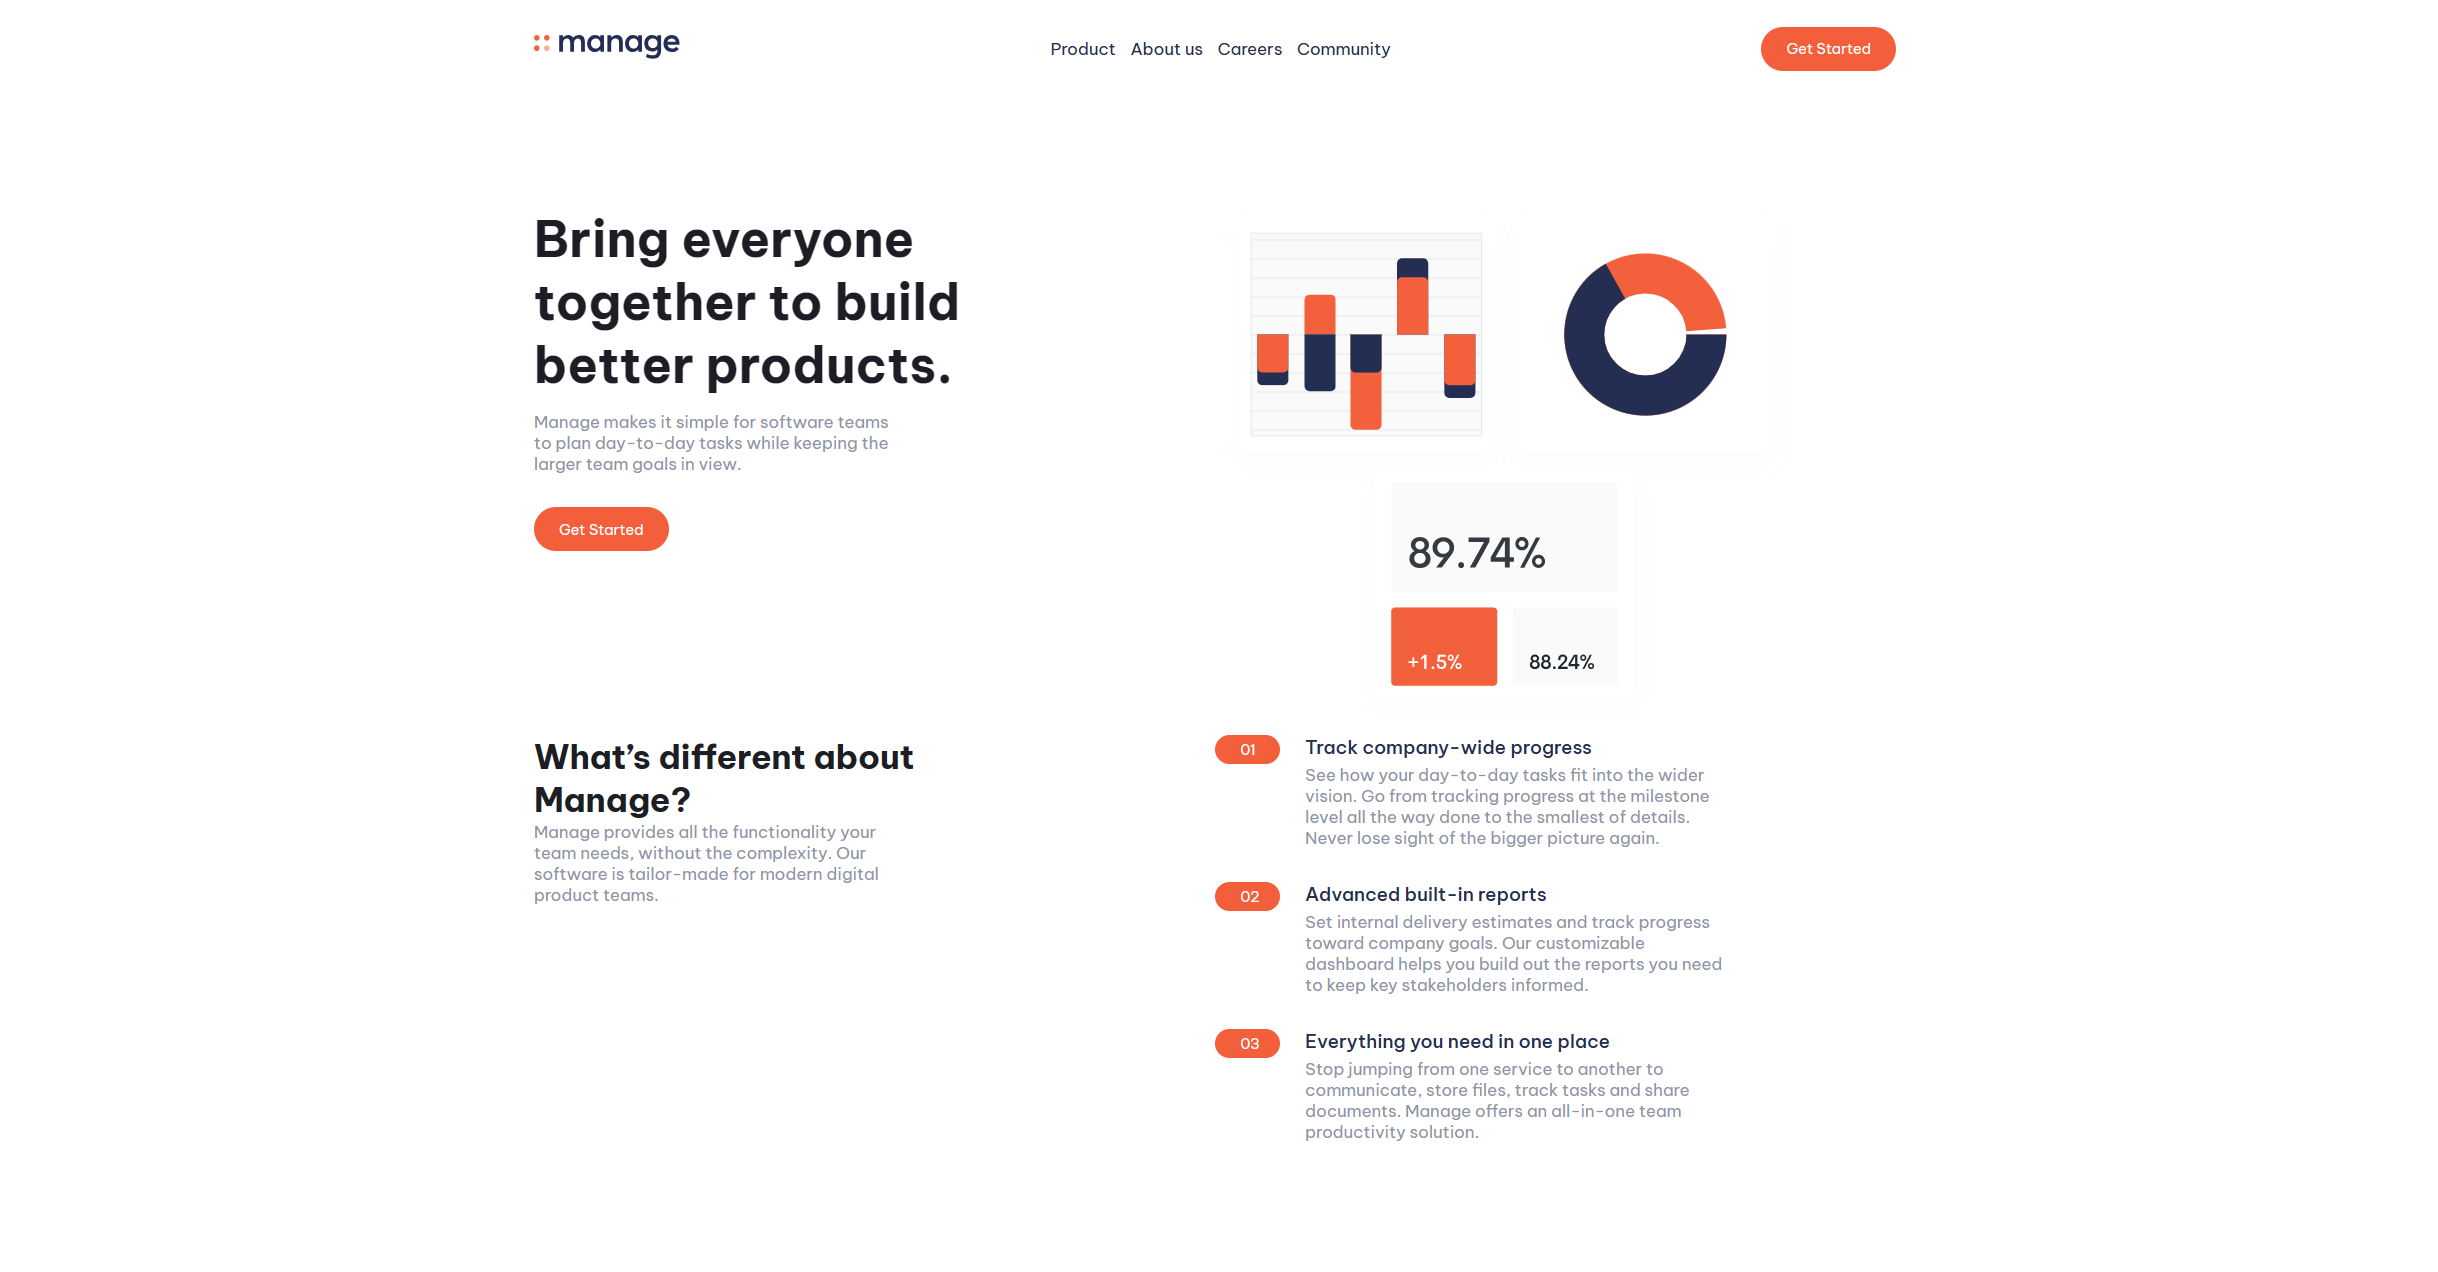 manage
Product About us Careers Community
Get Started
Bring everyone
together to build
better products.
Manage makes it simple for software teams
to plan day-to-day tasks while keeping the
larger team goals in view.
Get Started
89.74%
+1.5%
88.24%
What’s different about
Manage?
Manage provides all the functionality your
team needs, without the complexity. Our
software is tailor-made for modern digital
product teams.
01
Track company-wide progress
See how your day-to-day tasks fit into the wider
vision. Go from tracking progress at the milestone
level all the way done to the smallest of details.
Never lose sight of the bigger picture again.
02
Advanced built-in reports
Set internal delivery estimates and track progress
toward company goals. Our customizable
dashboard helps you build out the reports you need
to keep key stakeholders informed.
03
Everything you need in one place
Stop jumping from one service to another to
communicate, store files, track tasks and share
documents. Manage offers an all-in-one team
productivity solution.